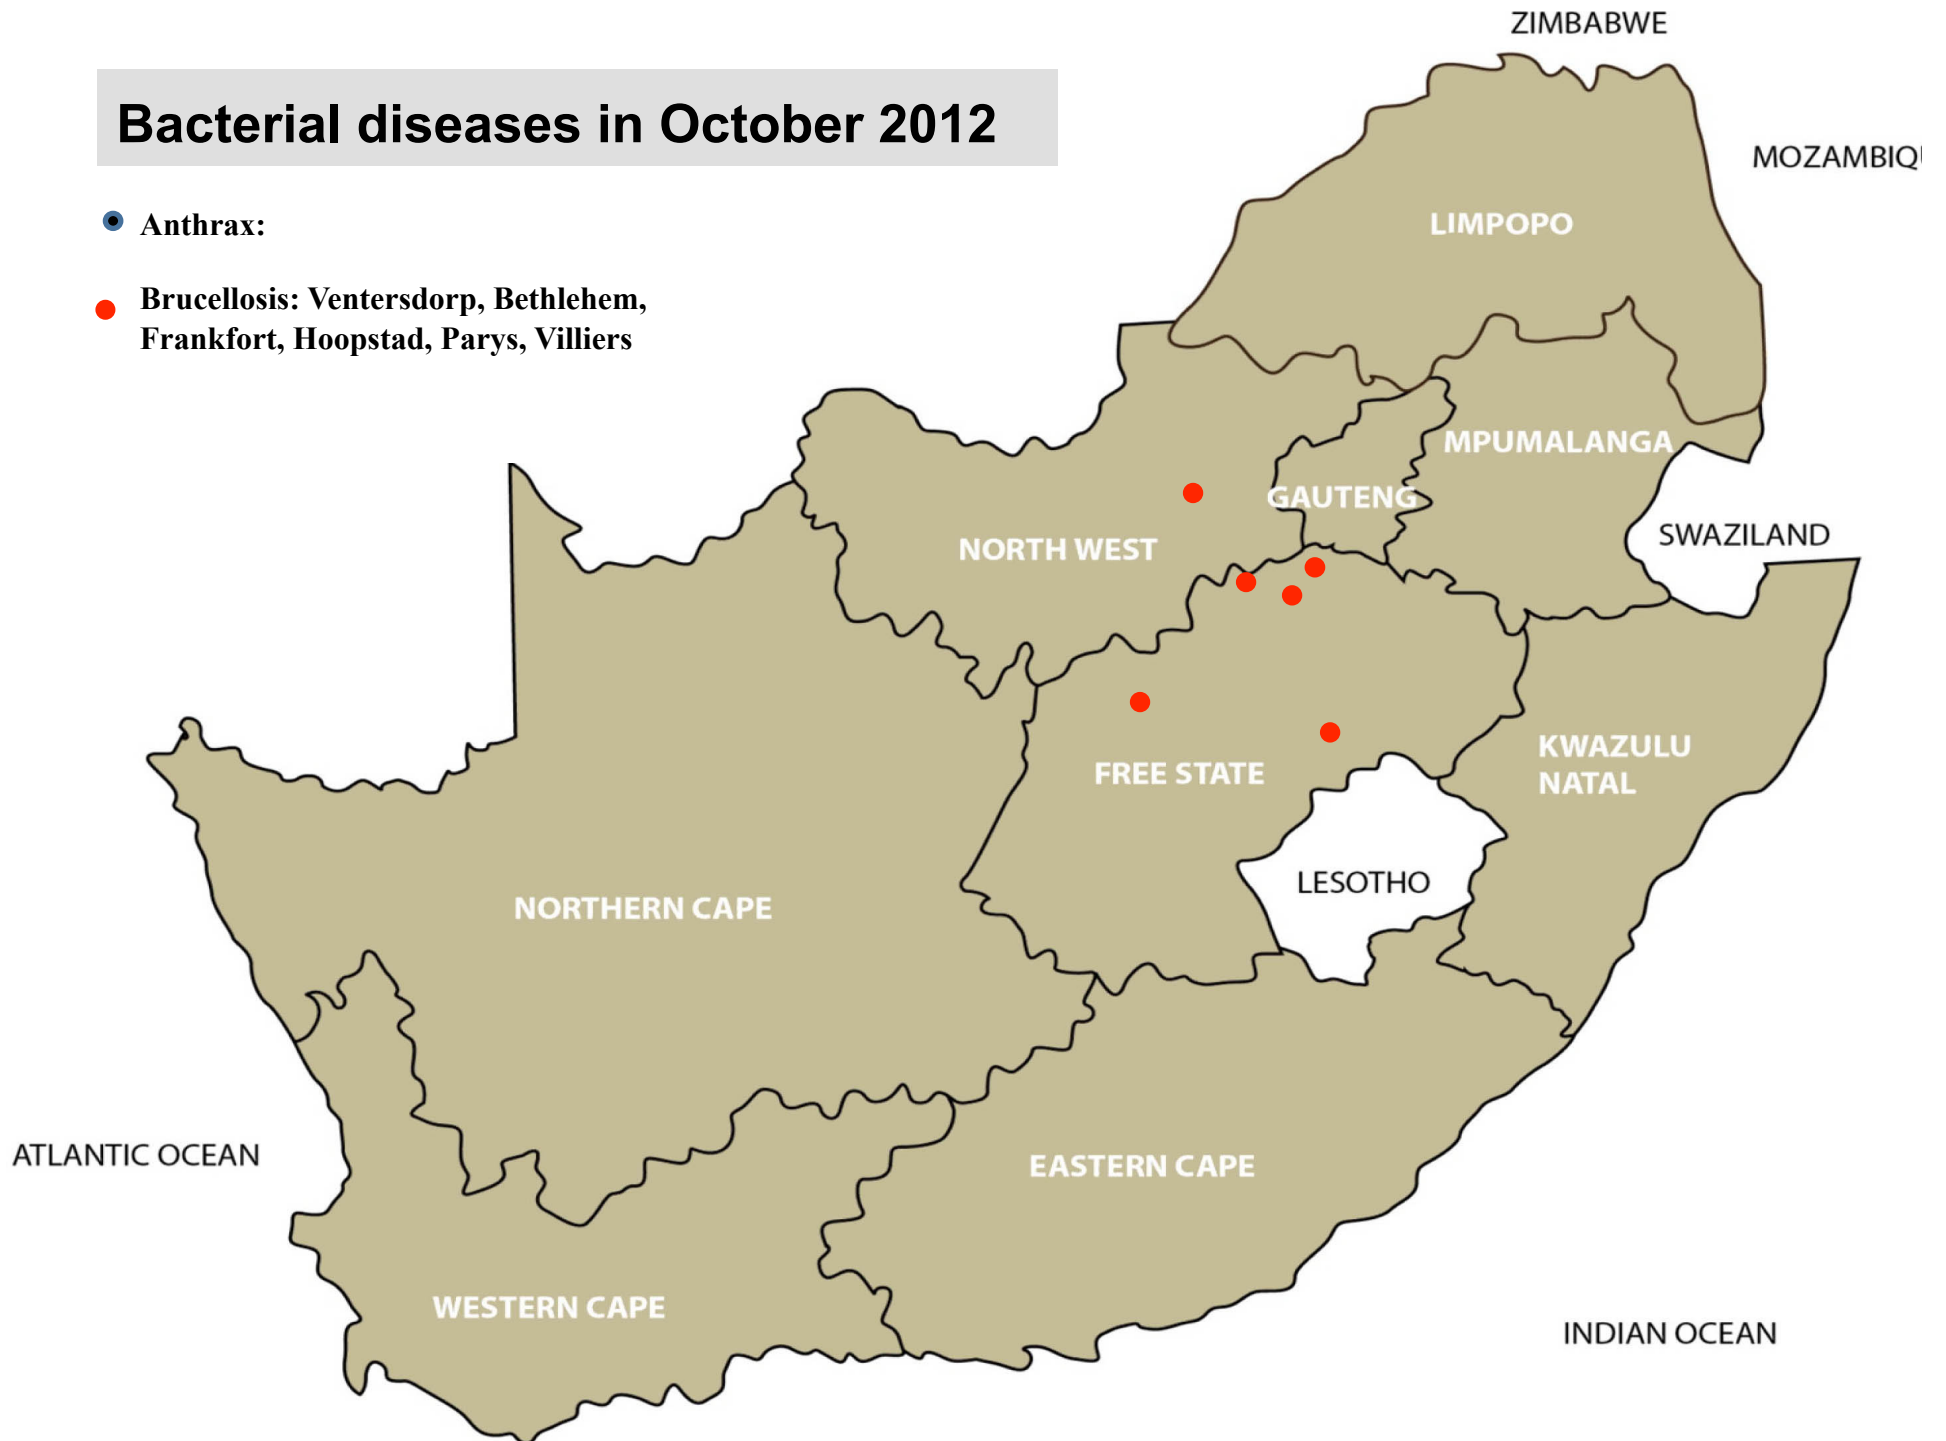 ZIMBABWE
Bacterial diseases in October 2012
MOZAMBIQ
Anthrax:
LIMPOPO
Brucellosis: Ventersdorp, Bethlehem,
Frankfort, Hoopstad, Parys, Villiers
MPUMALANGA
GAUTENG
SWAZILAND
NORTH WEST
KWAZULU
NATAL
FREE STATE
LESOTHO
NORTHERN CAPE
ATLANTIC OCEAN
EASTERN CAPE
WESTERN CAPE
INDIAN OCEAN